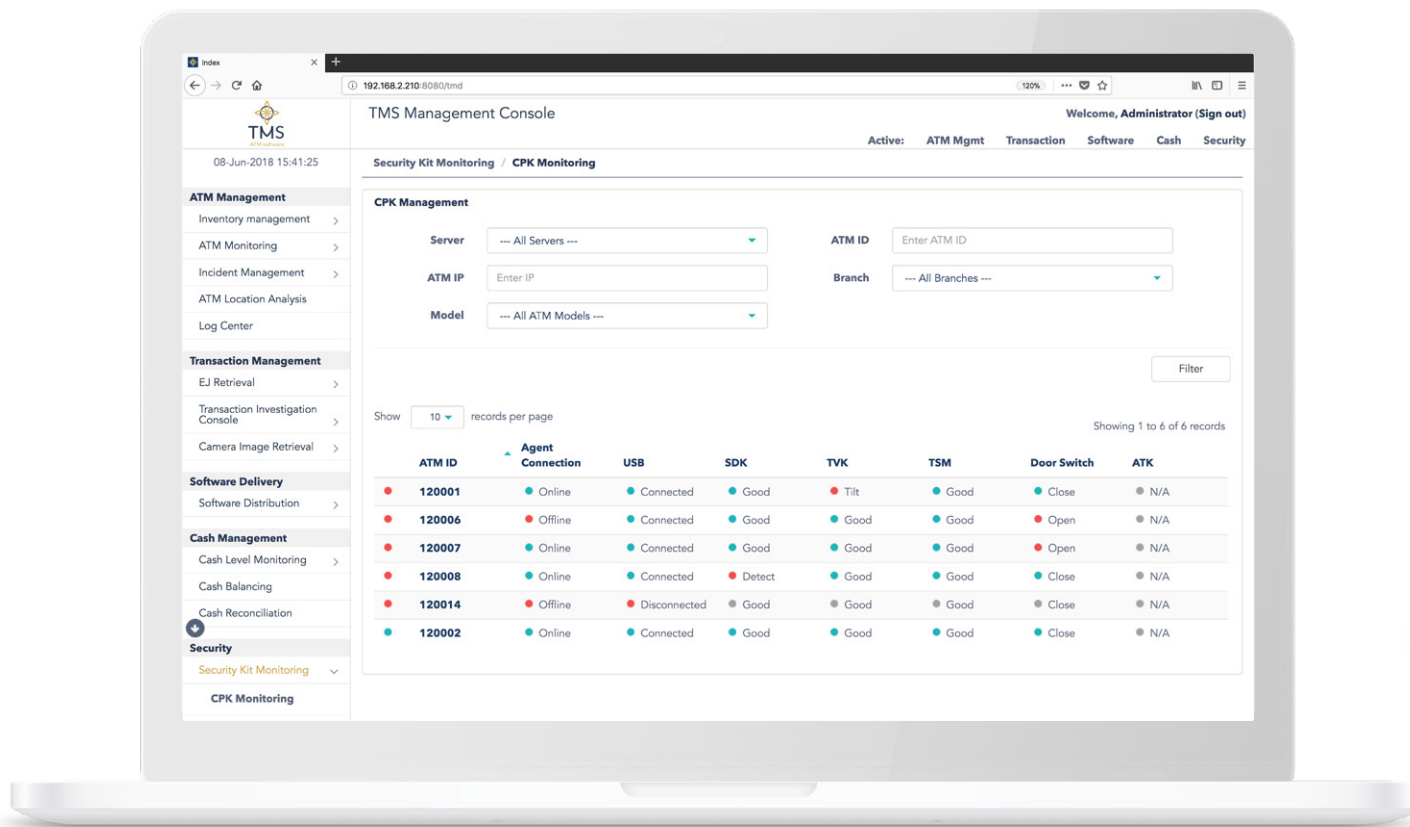 Index
192.168.2.210:8080/tmd
120%
TMS
ATM software
TMS Management Console
Welcome, Administrator (Sign out)
Active: ATM Mgmt Transaction Software Cash Security
08-Jun-2018 15:41:25
Security Kit Monitoring / CPK Monitoring
ATM Management
Inventory management
ATM Monitoring
Incident Management
ATM Location Analysis
Log Center
Transaction Management
EJ Retrieval
Transaction Investigation
Console
Camera Image Retrieval
Software Delivery
Software Distribution
Cash Management
Cash Level Monitoring
Cash Balancing
Cash Reconciliation
Security
Security Kit Monitoring
CPK Monitoring
CPK Management
Server --- All Servers --- ATM ID Enter ATM ID
ATM IP Enter IP Branch --- All Branches ---
Model --- All ATM Models ---
Filter
Show 10 records per page
Showing 1 to 6 of 6 records
ATM ID Agent Connection USB SDK TVK TSM Door Switch ATK
120001 Online Connected Good Tilt Good Close N/A
120006 Offline Connected Good Good Good Open N/A
120007 Online Connected Good Good Good Open N/A
120008 Online Connected Detect Good Good Close N/A
120014 Offline Disconnected Good Good Good Close N/A
120002 Online Connected Good Good Good Close N/A